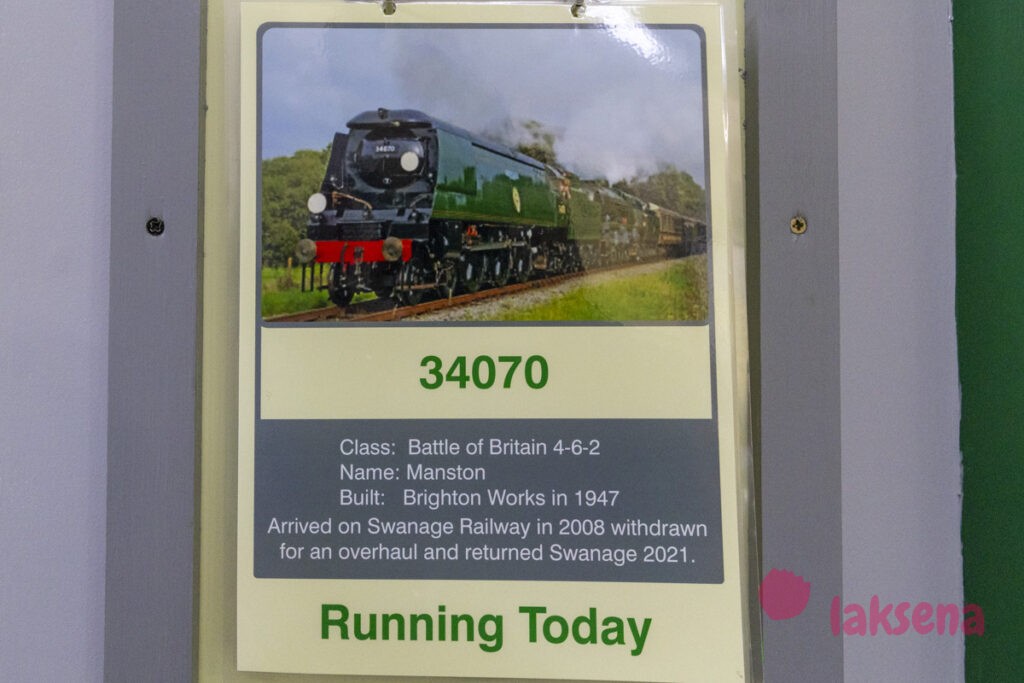 34070
34070
Class: Battle of Britain 4-6-2
Name: Manston
Built: Brighton Works in 1947
Arrived on Swanage Railway in 2008 withdrawn
for an overhaul and returned Swanage 2021.
Running Today
laksena